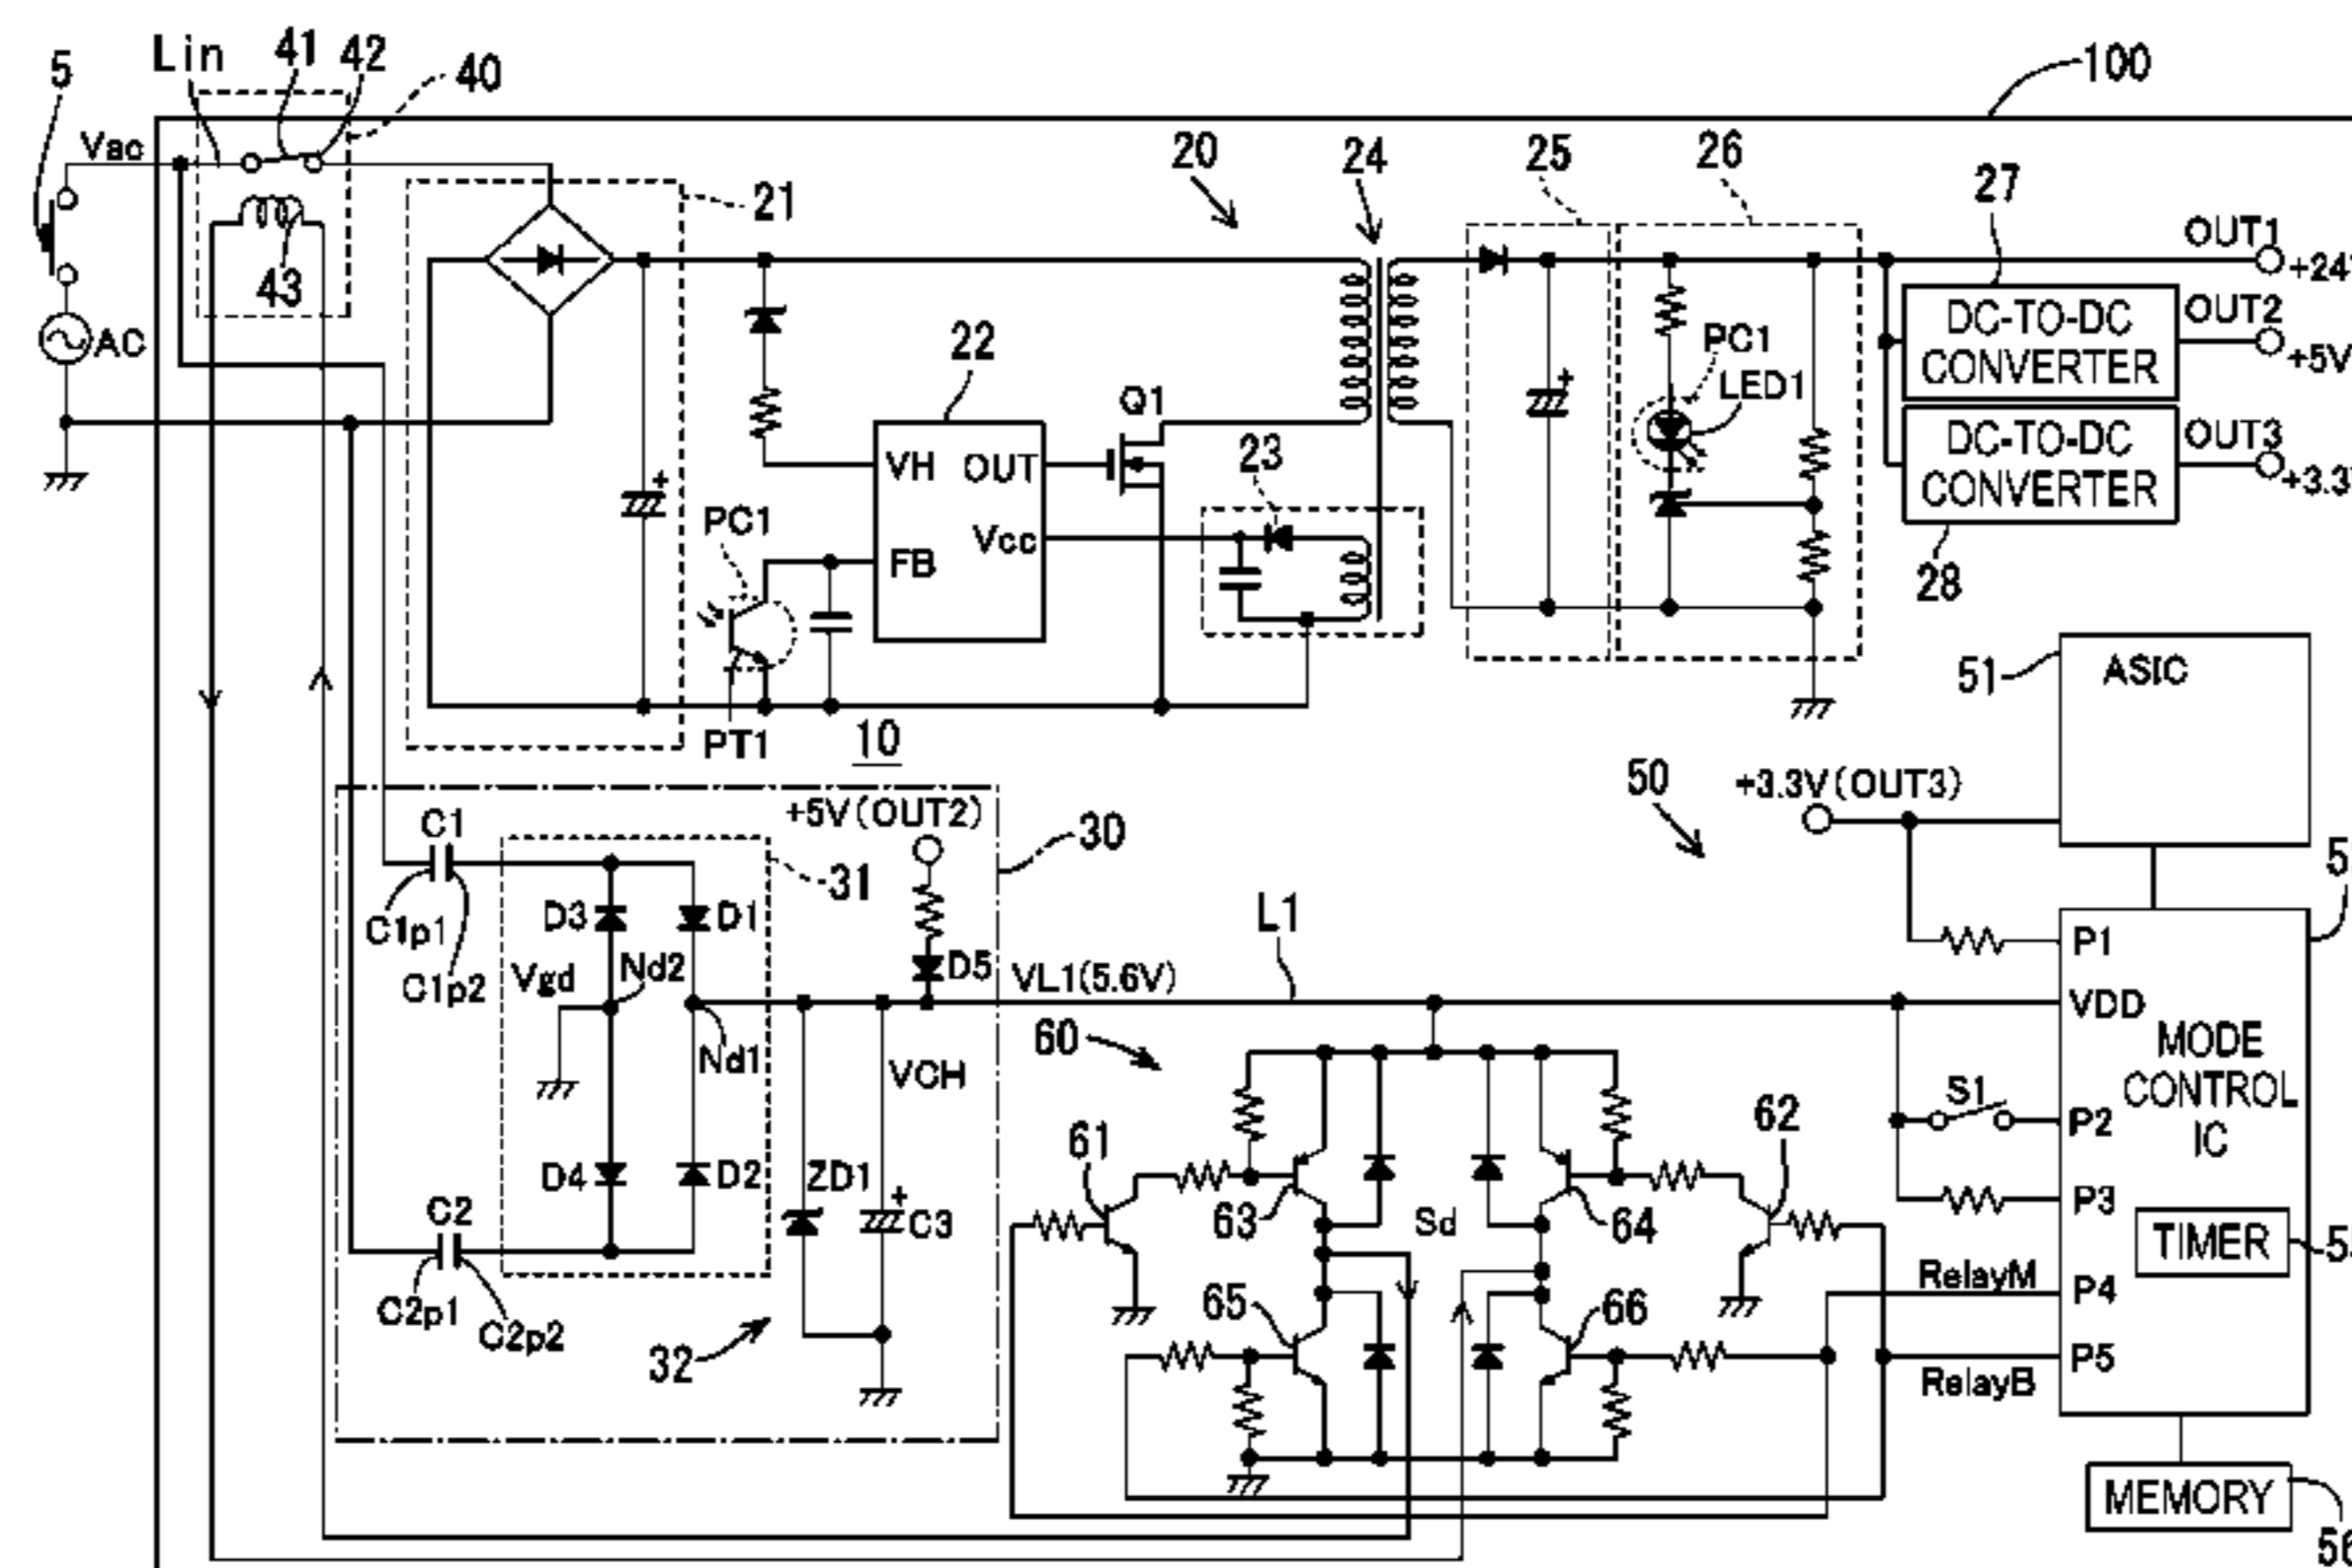 5
Lin
41
42
40
100
Vac
AC
43
21
20
24
25
26
27
OUT1
+24
DC-TO-DC
CONVERTER
OUT2
+5V
DC-TO-DC
CONVERTER
OUT3
+3.3
28
22
VH
OUT
FB
Vcc
Q1
23
PC1
PT1
PC1
LED1
10
51
ASIC
50
+3.3V(OUT3)
+5V(OUT2)
30
31
C1
C1p1
C1p2
D3
D1
D5
Vgd
Nd2
Nd1
VL1(5.6V)
L1
VCH
D4
D2
ZD1
C3
C2
C2p1
C2p2
32
60
61
62
63
64
65
66
Sd
P1
VDD
MODE
CONTROL
IC
S1
P2
P3
TIMER
RelayM
P4
P5
RelayB
MEMORY